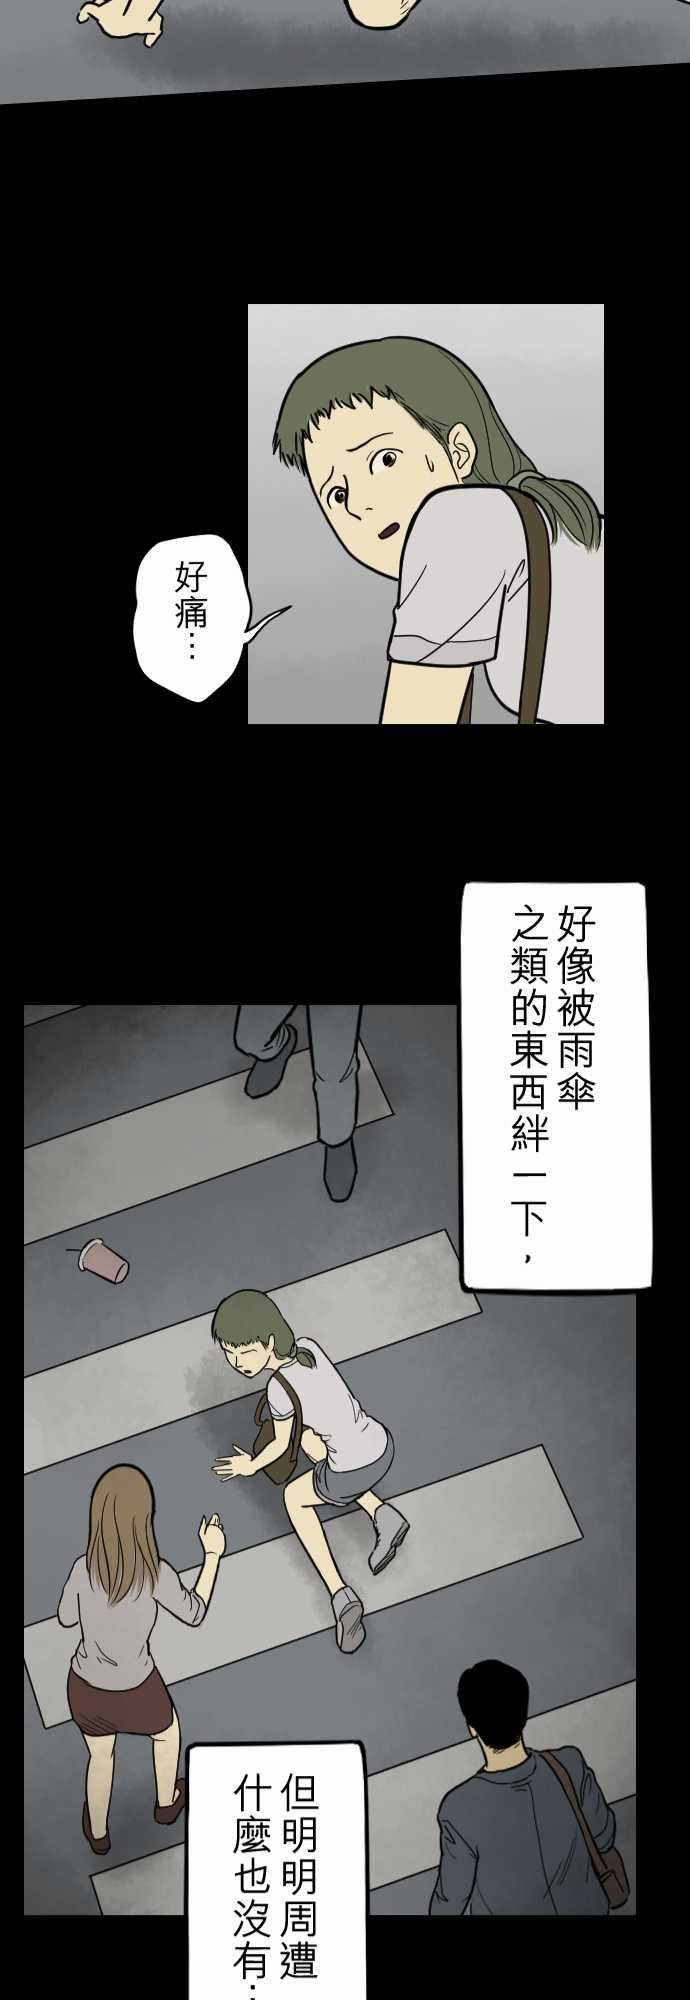 好痛⋯
好像被雨傘
之類的東西絆一下，
但明明周遭
什麼也沒有⋯